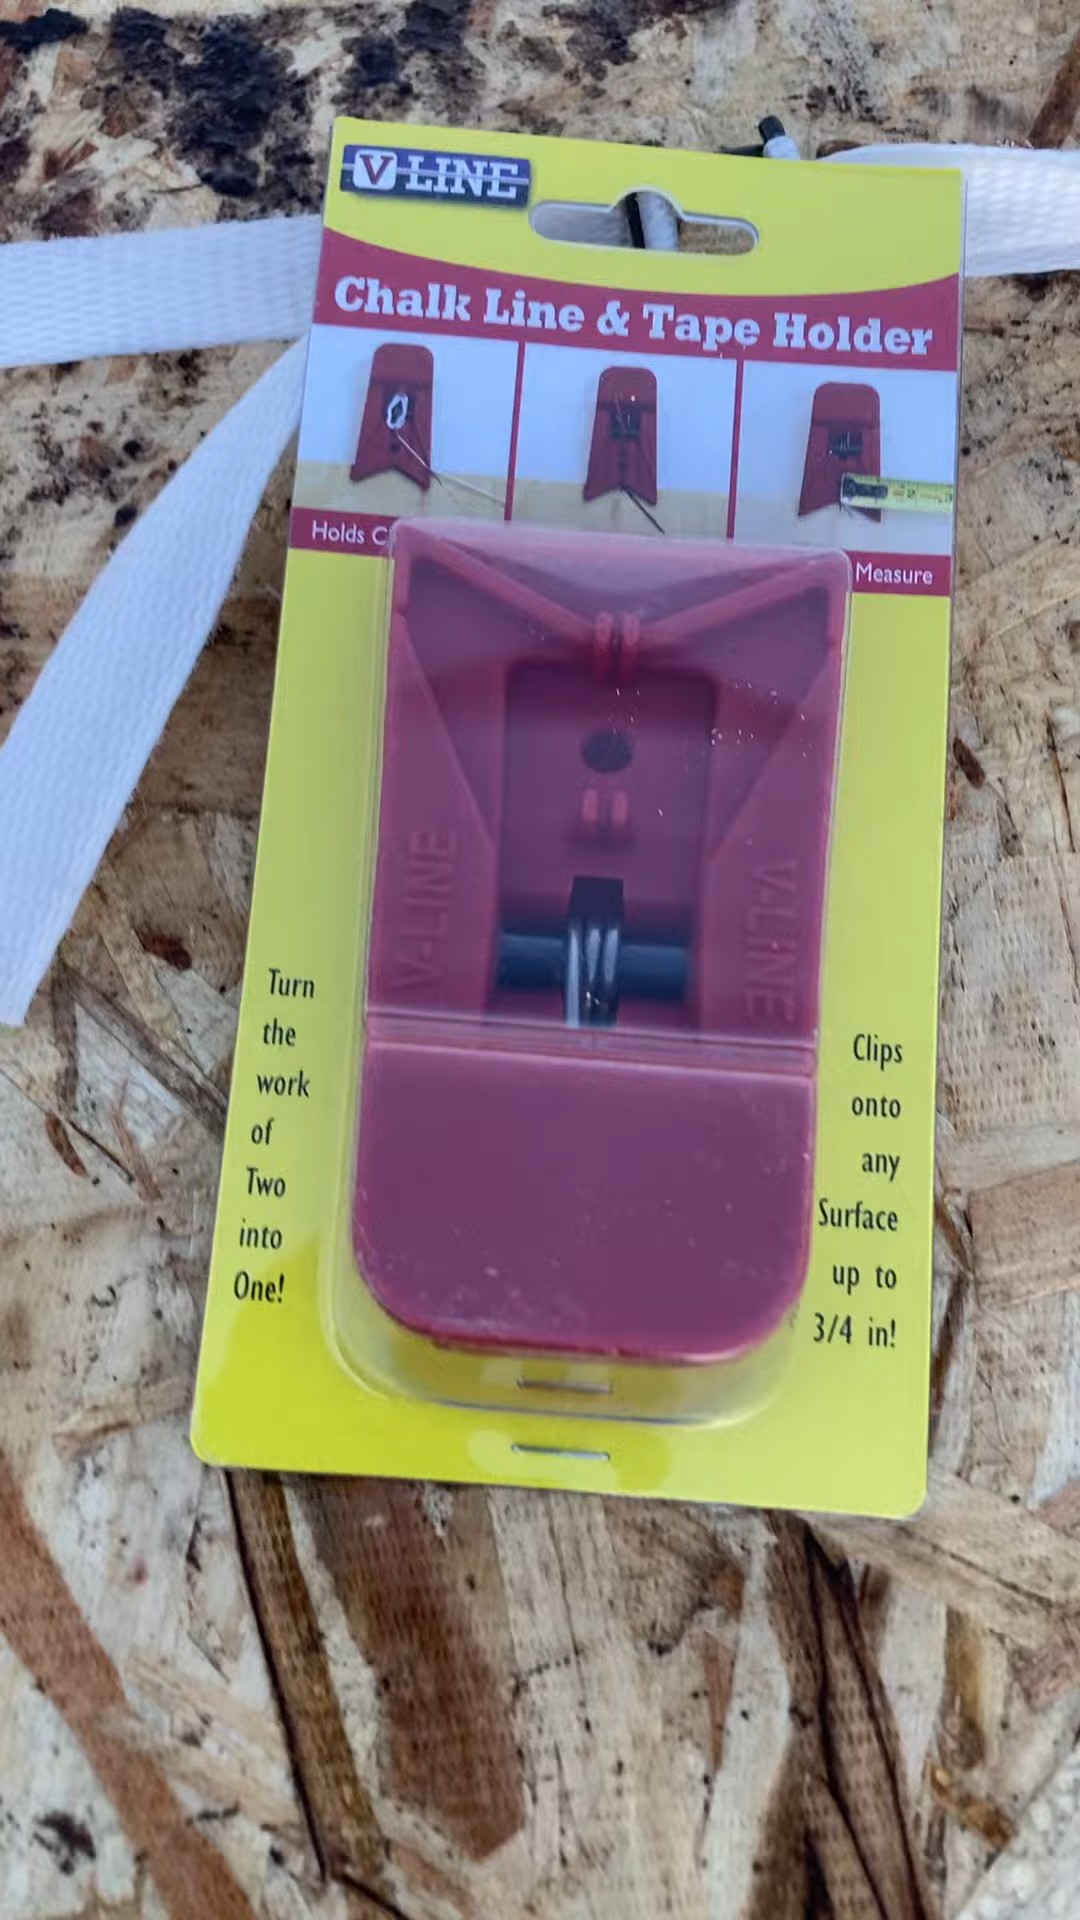 V LINE
Chalk Line & Tape Holder
Holds
Measure
V-LINE
V-LINE
Turn
the
work
of
Two
into
One!
Clips
onto
any
Surface
up to
3/4 in!